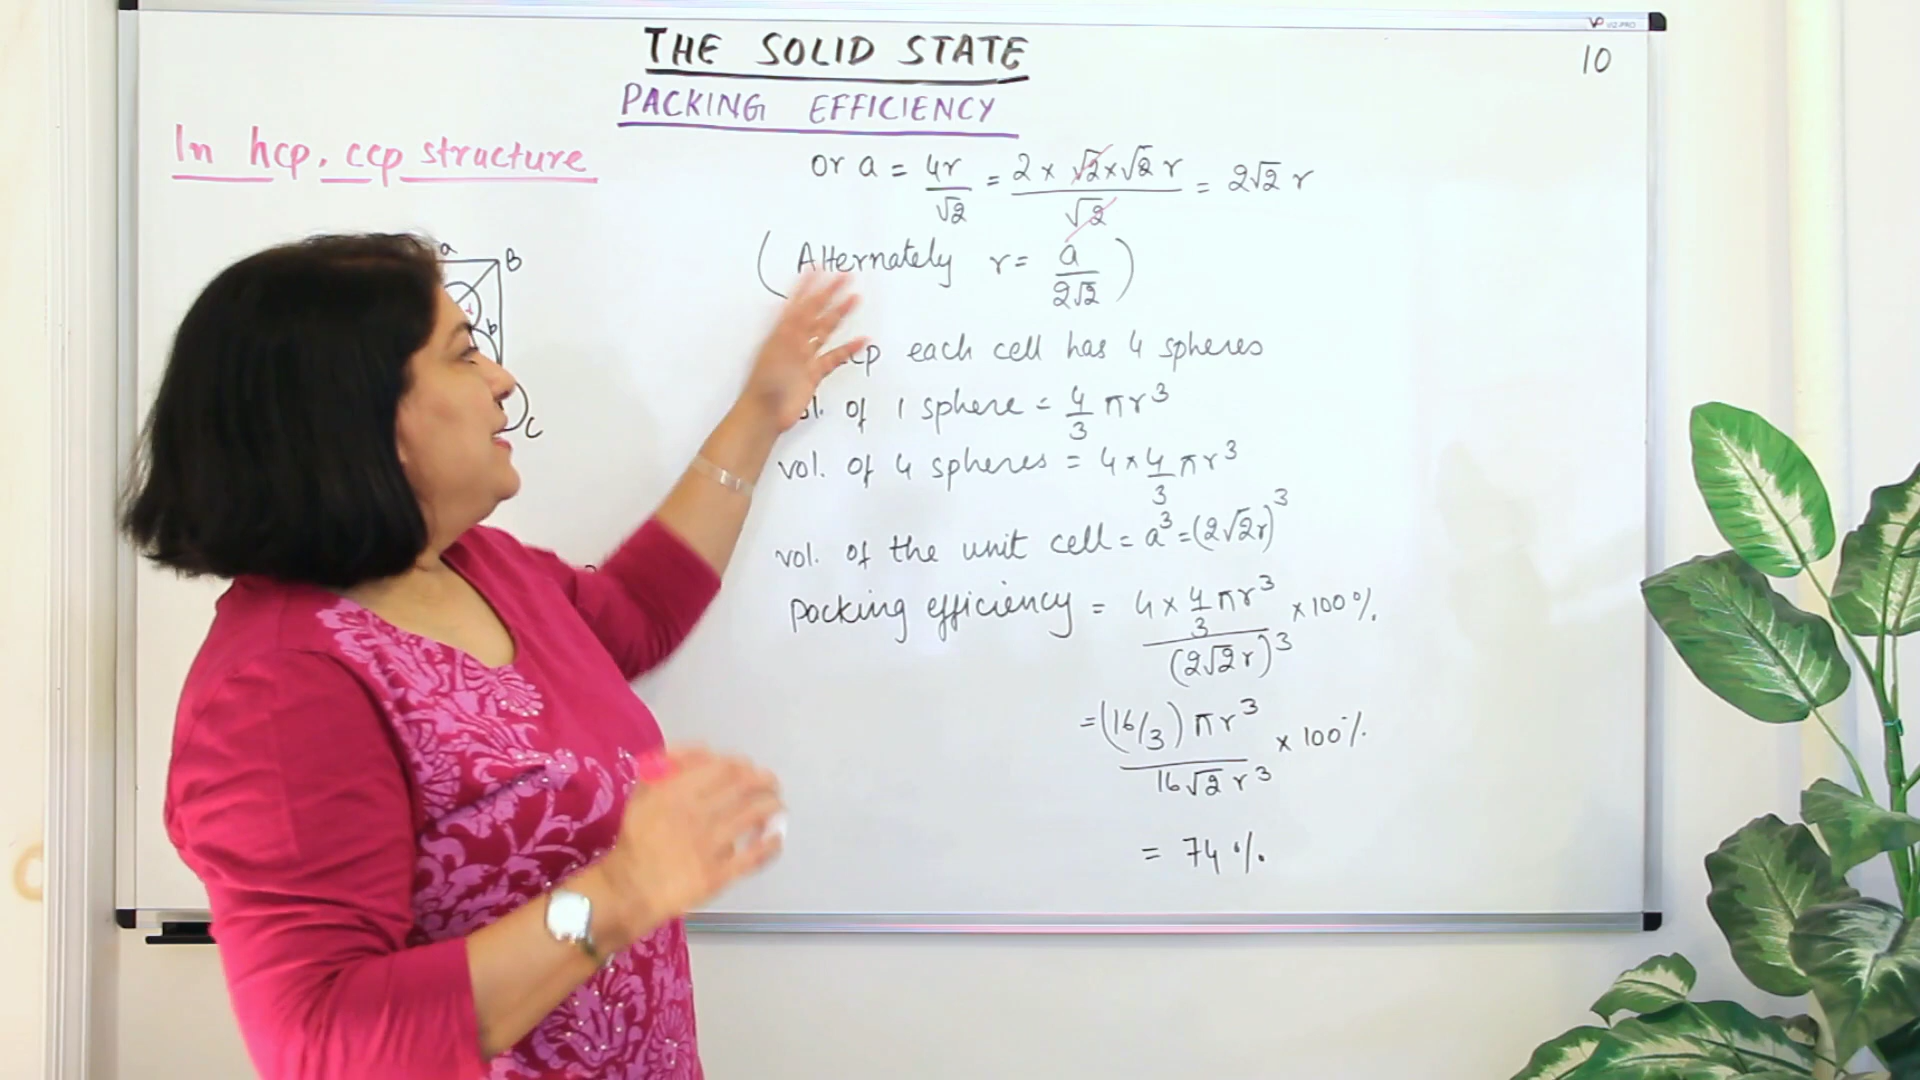 THE SOLID STATE
10
PACKING EFFICIENCY
In hcp, ccp structure
or a = 4r/√2 = 2 × √2 × √2 r/√2 = 2√2 r
(Alternately r = a/2√2)
a B
b
C
ccp each cell has 4 spheres
of 1 sphere = 4/3 πr³
vol. of 4 spheres = 4 × 4/3 πr³
vol. of the unit cell = a³ = (2√2r)³
packing efficiency = 4 × 4/3 πr³/(2√2r)³ × 100%.
= (16/3) πr³/16√2 r³ × 100%.
= 74%.